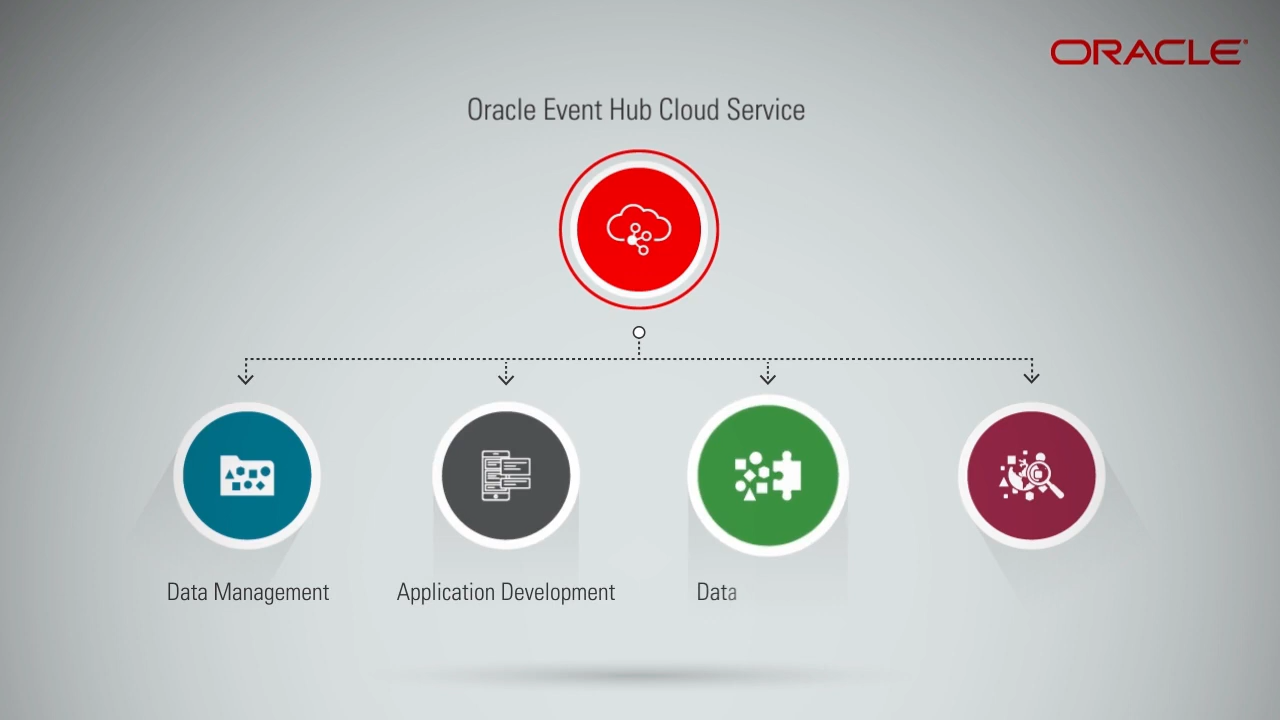 ORACLE
Oracle Event Hub Cloud Service
Data Management
Application Development
Data